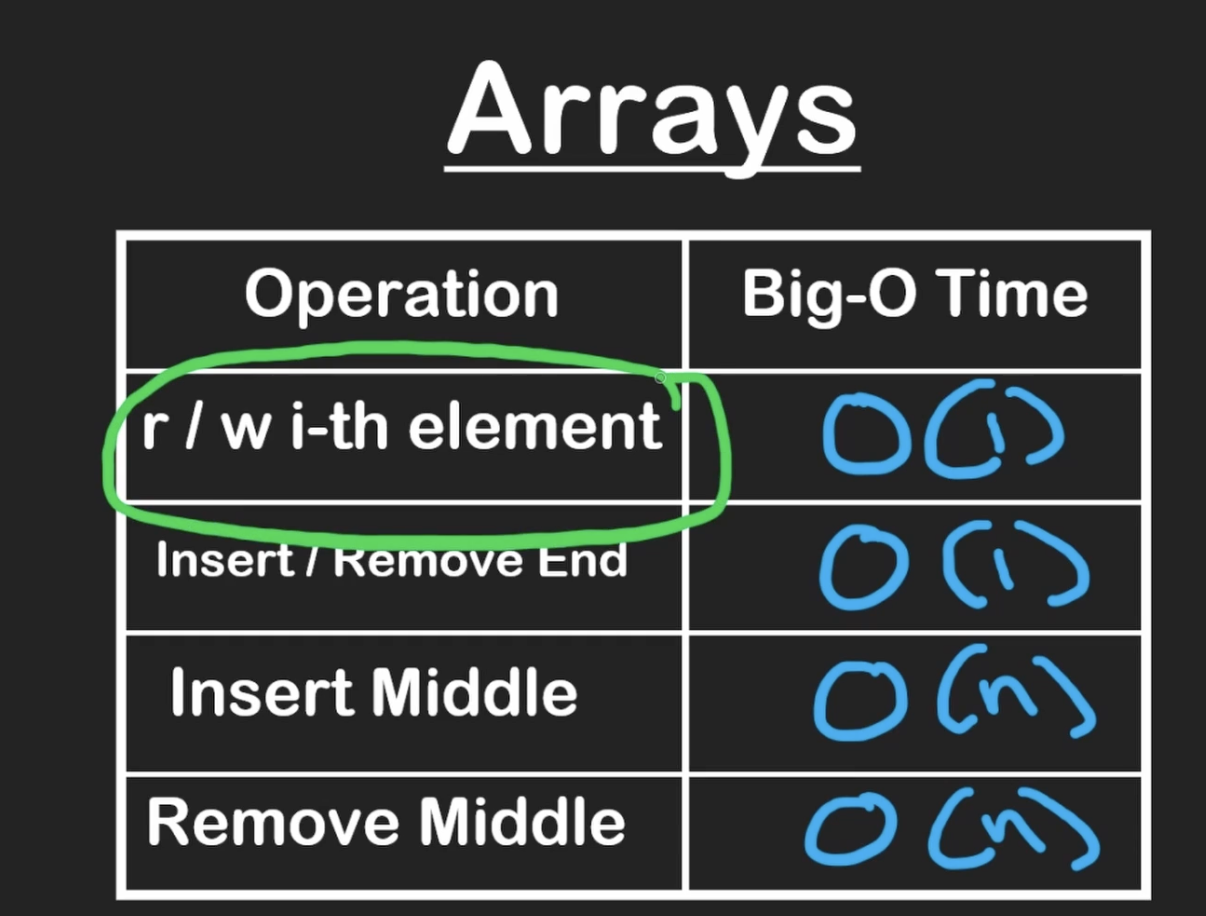 Arrays
Operation Big-O Time
r / w i-th element O(1)
Insert / Remove End O(1)
Insert Middle O(n)
Remove Middle O(n)